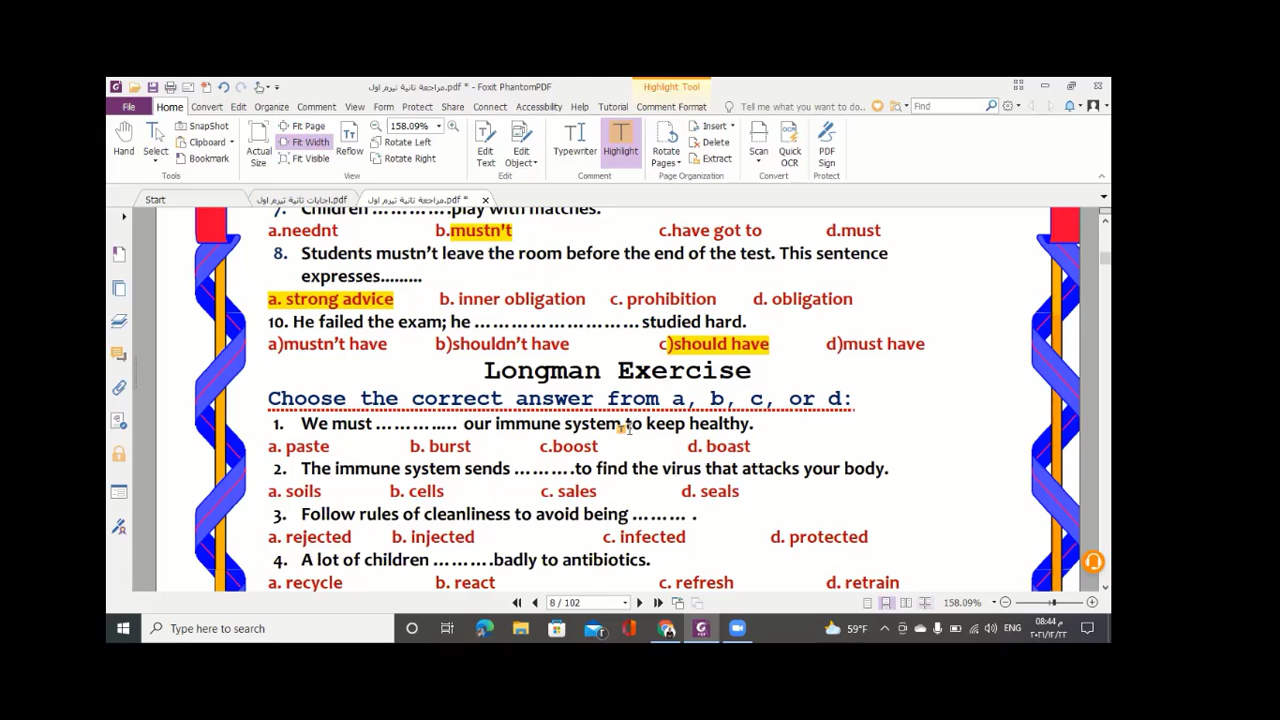 مراجعة ثانية تيرم اول.pdf * - Foxit PhantomPDF
Highlight Tool
File Home Convert Edit Organize Comment View Form Protect Share Connect Accessibility Help Tutorial Comment Format Tell me what you want to do.. Find
Hand
Select
SnapShot
Clipboard
Bookmark
Tools
Actual Size
Fit Page
Fit Width
Fit Visible
Reflow
158.09%
Rotate Left
Rotate Right
View
Edit Text
Edit Object
Edit
Typewriter
Highlight
Comment
Rotate Pages
Insert
Delete
Extract
Page Organization
Scan
Quick OCR
Convert
PDF Sign
Protect
Start
اجابات ثانية تيرم اول.pdf
مراجعة ثانية تيرم اول.pdf *
7. Children ………….play with matches.
a.neednt b.mustn't c.have got to d.must
8. Students mustn't leave the room before the end of the test. This sentence
expresses.........
a. strong advice b. inner obligation c. prohibition d. obligation
10. He failed the exam; he ……………………… studied hard.
a)mustn't have b)shouldn't have c)should have d)must have
Longman Exercise
Choose the correct answer from a, b, c, or d:
1. We must ………….. our immune system to keep healthy.
a. paste b. burst c.boost d. boast
2. The immune system sends ……….to find the virus that attacks your body.
a. soils b. cells c. sales d. seals
3. Follow rules of cleanliness to avoid being ……… .
a. rejected b. injected c. infected d. protected
4. A lot of children ……….badly to antibiotics.
a. recycle b. react c. refresh d. retrain
8 / 102
158.09%
Type here to search
59°F
ENG
08:44 م
٢٠٢١/١٢/٢٢